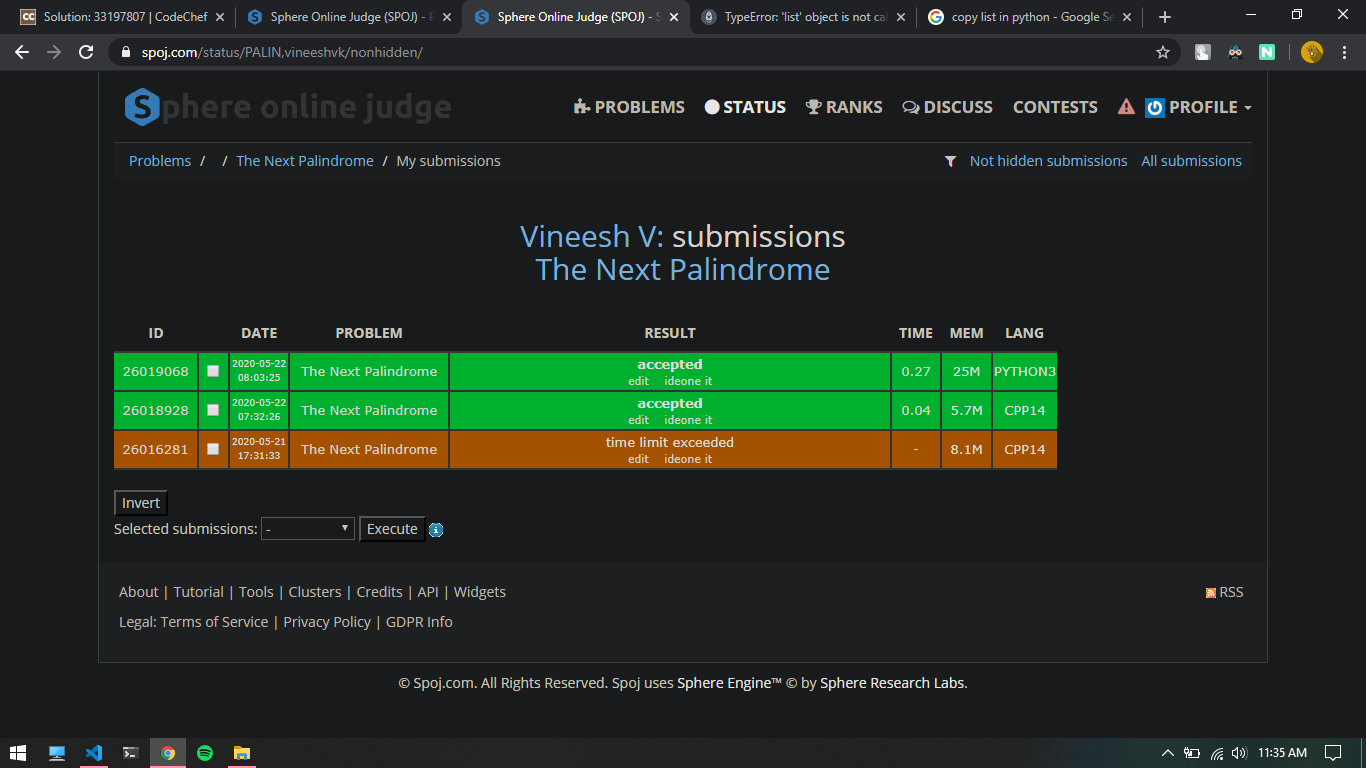 Solution: 33197807 | CodeChef
Sphere Online Judge (SPOJ) -
Sphere Online Judge (SPOJ) - S
TypeError: 'list' object is not cal
copy list in python - Google Se
spoj.com/status/PALIN,vineeshvk/nonhidden/
Sphere online judge
PROBLEMS STATUS RANKS DISCUSS CONTESTS PROFILE
Problems / / The Next Palindrome / My submissions
Not hidden submissions All submissions
Vineesh V: submissions
The Next Palindrome
ID DATE PROBLEM RESULT TIME MEM LANG
26019068 2020-05-22 08:03:25 The Next Palindrome accepted 0.27 25M PYTHON3
edit ideone it
26018928 2020-05-22 07:32:26 The Next Palindrome accepted 0.04 5.7M CPP14
edit ideone it
26016281 2020-05-21 17:31:33 The Next Palindrome time limit exceeded - 8.1M CPP14
edit ideone it
Invert
Selected submissions: - Execute
About | Tutorial | Tools | Clusters | Credits | API | Widgets
RSS
Legal: Terms of Service | Privacy Policy | GDPR Info
© Spoj.com. All Rights Reserved. Spoj uses Sphere Engine™ © by Sphere Research Labs.
11:35 AM